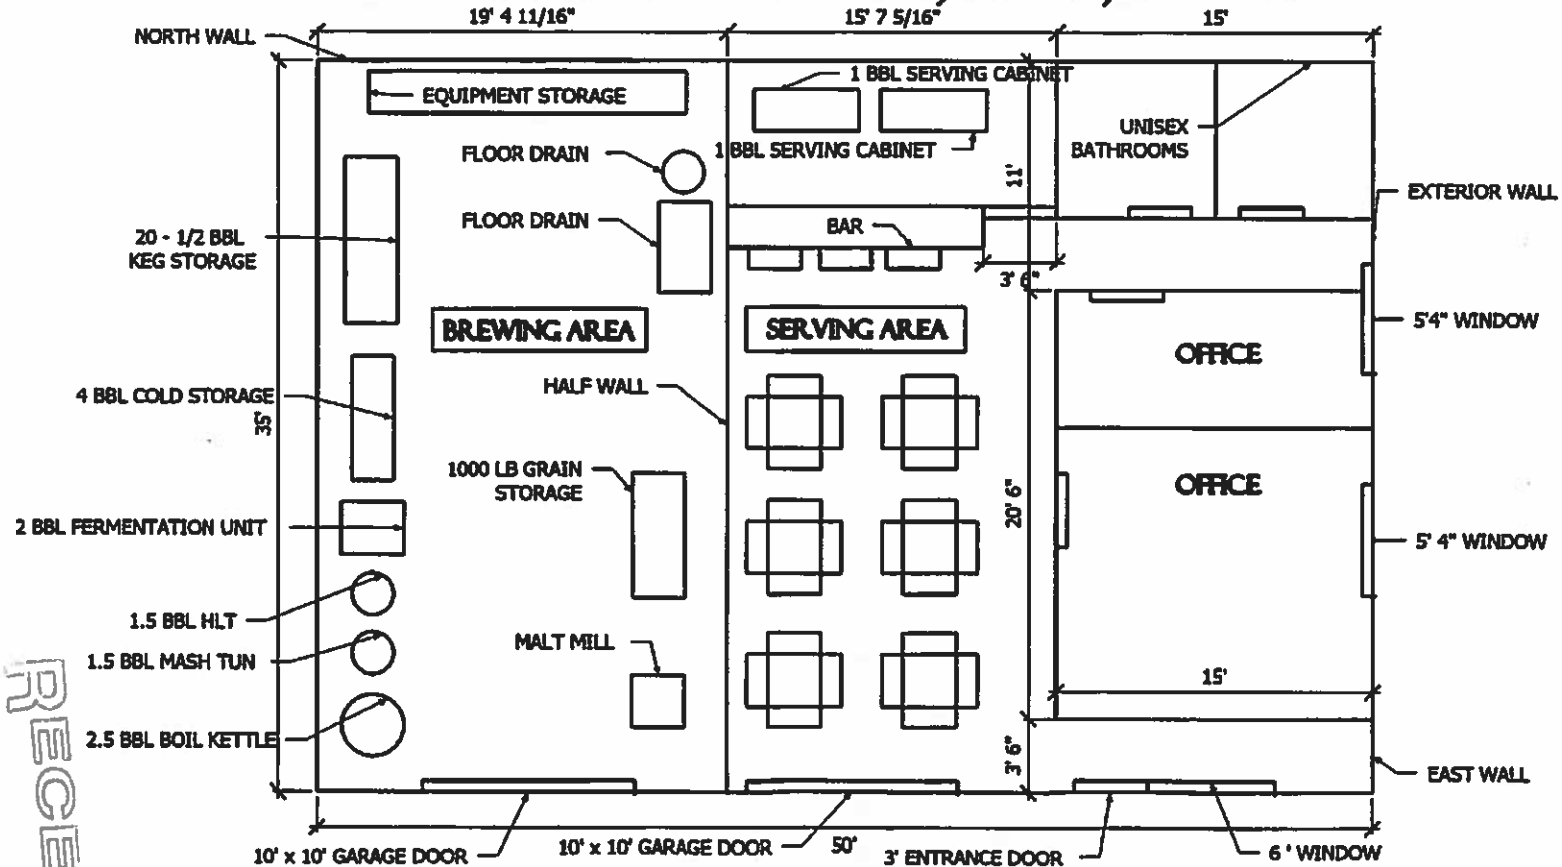 19' 4 11/16"
15' 7 5/16"
15'
NORTH WALL
1 BBL SERVING CABINET
EQUIPMENT STORAGE
UNISEX
BATHROOMS
FLOOR DRAIN
1 BBL SERVING CABINET
11'
EXTERIOR WALL
FLOOR DRAIN
BAR
20 - 1/2 BBL
KEG STORAGE
3' 6"
BREWING AREA
SERVING AREA
5'4" WINDOW
OFFICE
HALF WALL
4 BBL COLD STORAGE
35'
1000 LB GRAIN
STORAGE
OFFICE
20' 6"
2 BBL FERMENTATION UNIT
5' 4" WINDOW
1.5 BBL HLT
MALT MILL
1.5 BBL MASH TUN
15'
2.5 BBL BOIL KETTLE
3' 6"
EAST WALL
RECE
10' x 10' GARAGE DOOR
10' x 10' GARAGE DOOR
50'
3' ENTRANCE DOOR
6 ' WINDOW